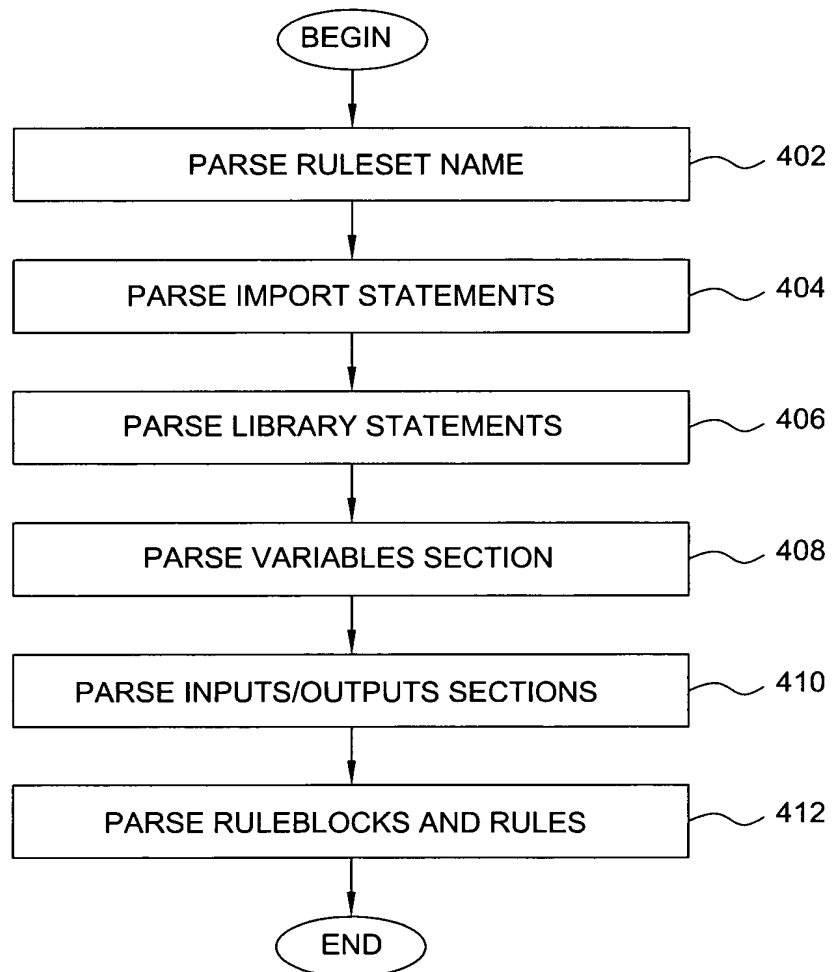 BEGIN
PARSE RULESET NAME
402
PARSE IMPORT STATEMENTS
404
PARSE LIBRARY STATEMENTS
406
PARSE VARIABLES SECTION
408
PARSE INPUTS/OUTPUTS SECTIONS
410
PARSE RULEBLOCKS AND RULES
412
END